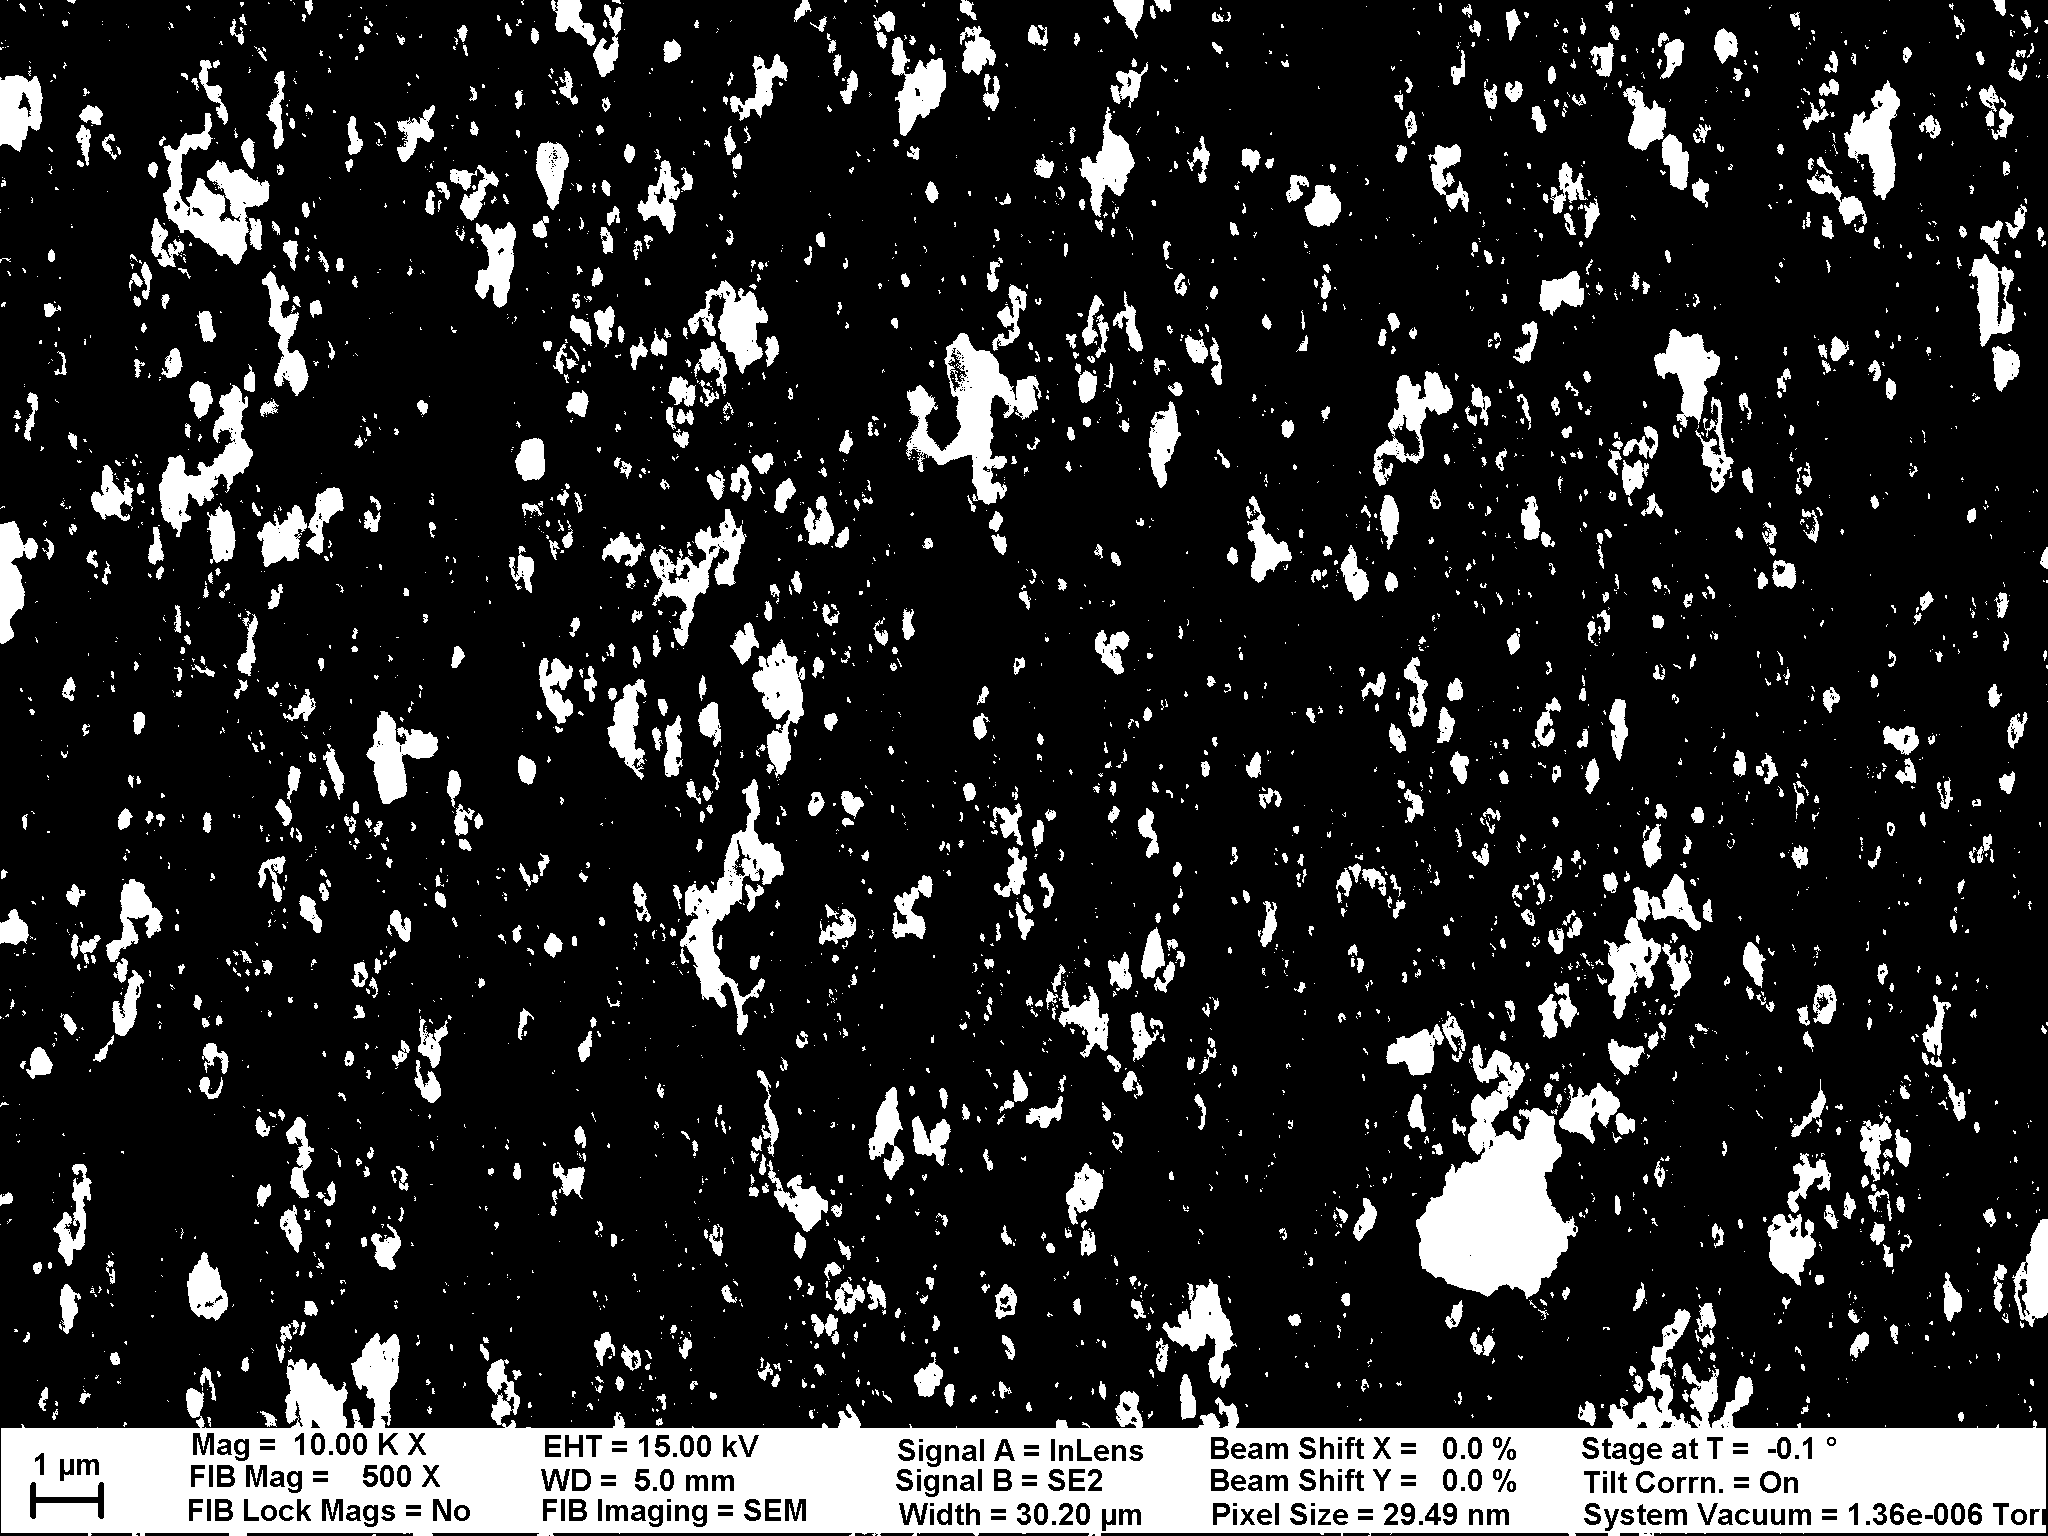 1 µm
Mag = 10.00 K X
FIB Mag = 500 X
FIB Lock Mags = No
EHT = 15.00 kV
WD = 5.0 mm
FIB Imaging = SEM
Signal A = InLens
Signal B = SE2
Width = 30.20 µm
Beam Shift X = 0.0 %
Beam Shift Y = 0.0 %
Pixel Size = 29.49 nm
Stage at T = -0.1 °
Tilt Corrn. = On
System Vacuum = 1.36e-006